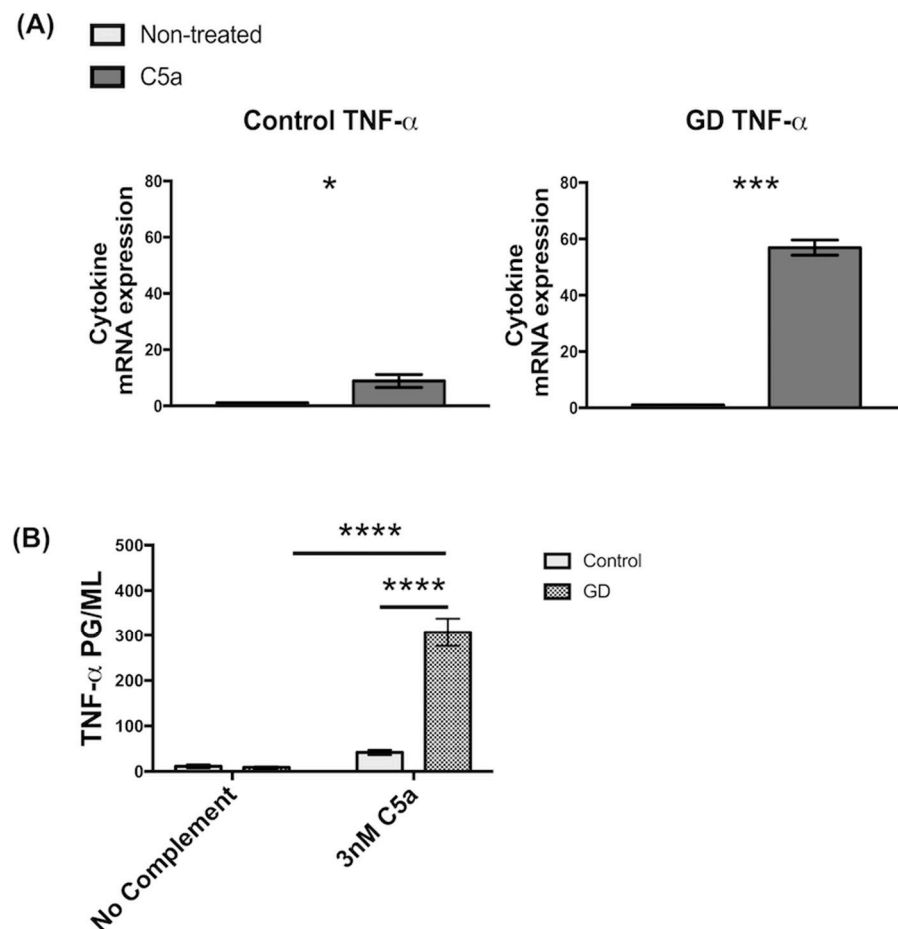 (A)
Non-treated
C5a
Control TNF-α
GD TNF-α
*
***
Cytokine
mRNA expression
80
60
40
20
0
Cytokine
mRNA expression
80
60
40
20
0
(B)
****
****
TNF-α PG/ML
500
400
300
200
100
0
No Complement
3nM C5a
Control
GD